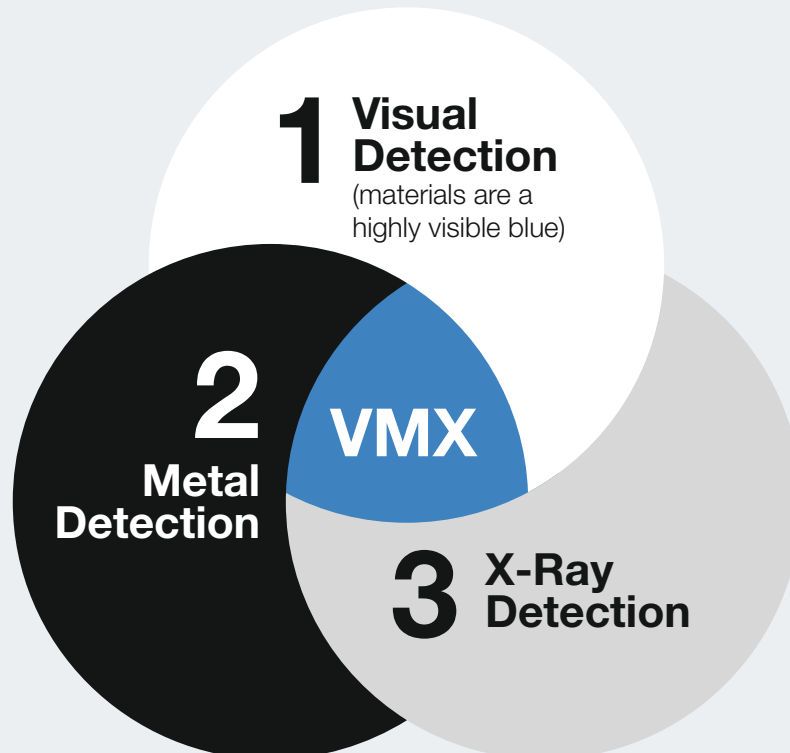 1 Visual
Detection
(materials are a
highly visible blue)
2
Metal
Detection
VMX
3 X-Ray
Detection